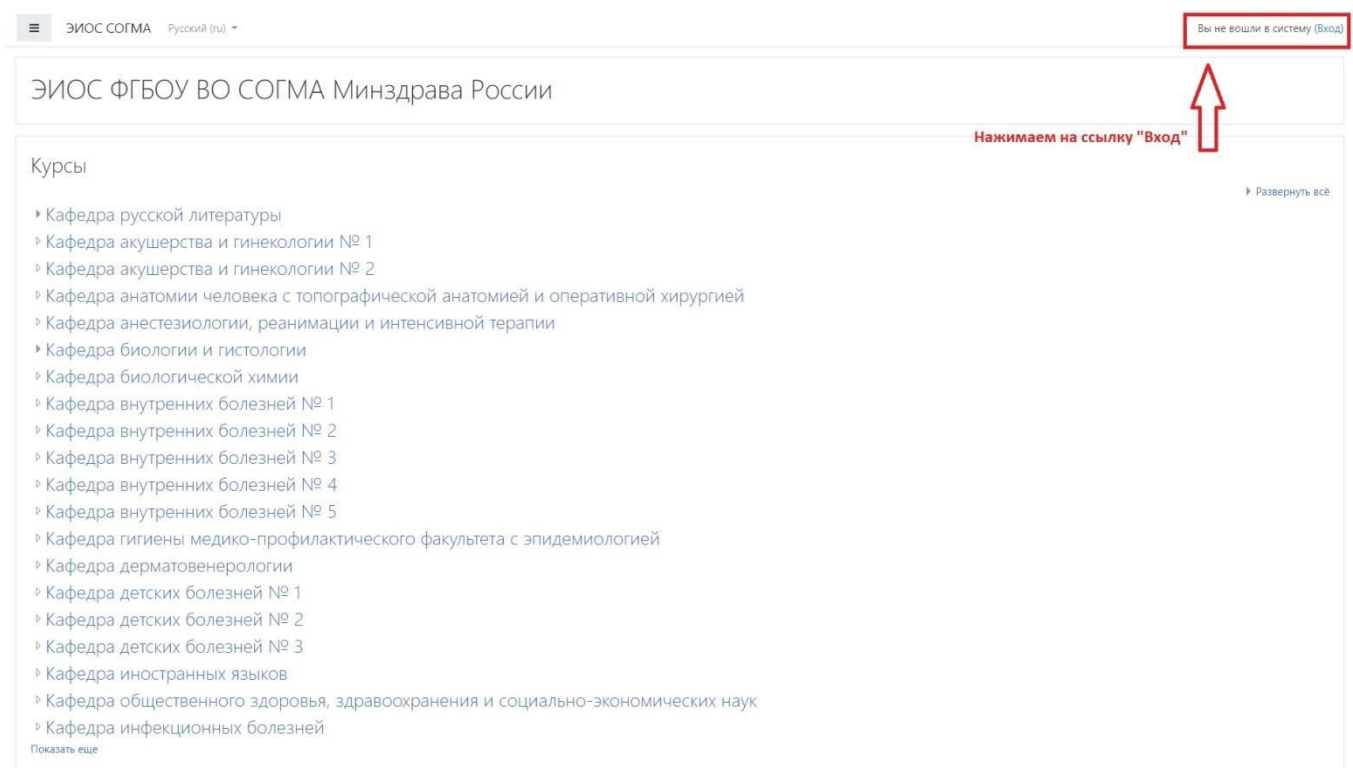 ЭИОС СОГМА Русский (ru)
Вы не вошли в систему (Вход)
ЭИОС ФГБОУ ВО СОГМА Минздрава России
Нажимаем на ссылку "Вход"
Курсы
Развернуть всё
Кафедра русской литературы
Кафедра акушерства и гинекологии № 1
Кафедра акушерства и гинекологии № 2
Кафедра анатомии человека с топографической анатомией и оперативной хирургией
Кафедра анестезиологии, реанимации и интенсивной терапии
Кафедра биологии и гистологии
Кафедра биологической химии
Кафедра внутренних болезней № 1
Кафедра внутренних болезней № 2
Кафедра внутренних болезней № 3
Кафедра внутренних болезней № 4
Кафедра внутренних болезней № 5
Кафедра гигиены медико-профилактического факультета с эпидемиологией
Кафедра дерматовенерологии
Кафедра детских болезней № 1
Кафедра детских болезней № 2
Кафедра детских болезней № 3
Кафедра иностранных языков
Кафедра общественного здоровья, здравоохранения и социально-экономических наук
Кафедра инфекционных болезней
Показать еще